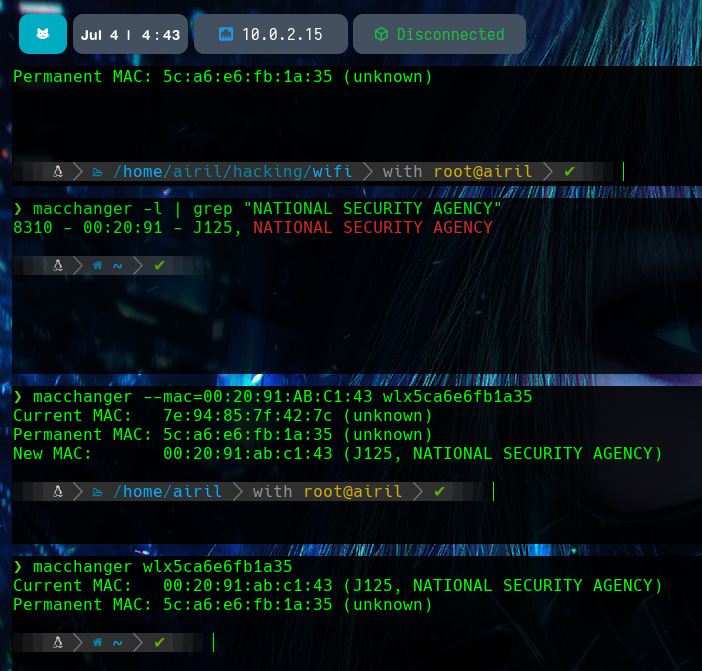 Jul 4 | 4:43 10.0.2.15 Disconnected
Permanent MAC: 5c:a6:e6:fb:1a:35 (unknown)
/home/airil/hacking/wifi with root@airil ✔
❯ macchanger -l | grep "NATIONAL SECURITY AGENCY"
8310 - 00:20:91 - J125, NATIONAL SECURITY AGENCY
~ ✔
❯ macchanger --mac=00:20:91:AB:C1:43 wlx5ca6e6fb1a35
Current MAC:   7e:94:85:7f:42:7c (unknown)
Permanent MAC: 5c:a6:e6:fb:1a:35 (unknown)
New MAC:       00:20:91:ab:c1:43 (J125, NATIONAL SECURITY AGENCY)
/home/airil with root@airil ✔
❯ macchanger wlx5ca6e6fb1a35
Current MAC:   00:20:91:ab:c1:43 (J125, NATIONAL SECURITY AGENCY)
Permanent MAC: 5c:a6:e6:fb:1a:35 (unknown)
~ ✔